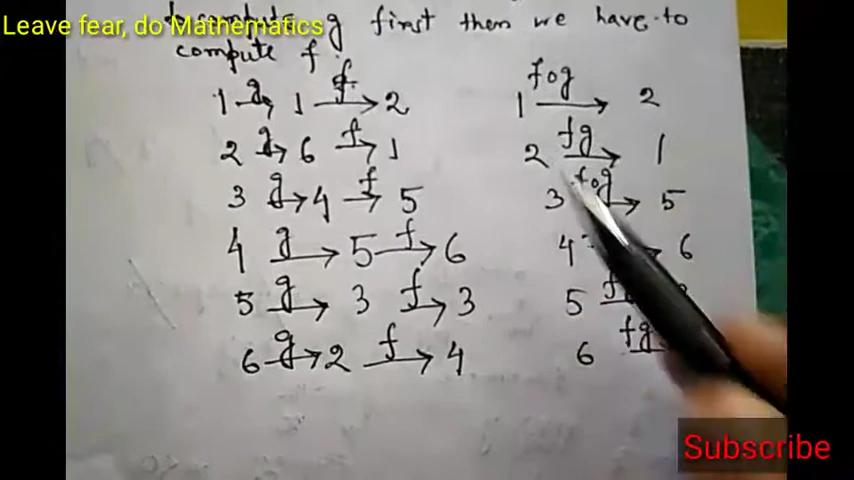 Leave fear, do Mathematics
g first then we have to
compute f
1 g→ 1 f→ 2
2 g→ 6 f→ 1
3 g→ 4 f→ 5
4 g→ 5 f→ 6
5 g→ 3 f→ 3
6 g→ 2 f→ 4
1 fog→ 2
2 fg→ 1
3 fog→ 5
4 → 6
5 f
6 fg
Subscribe